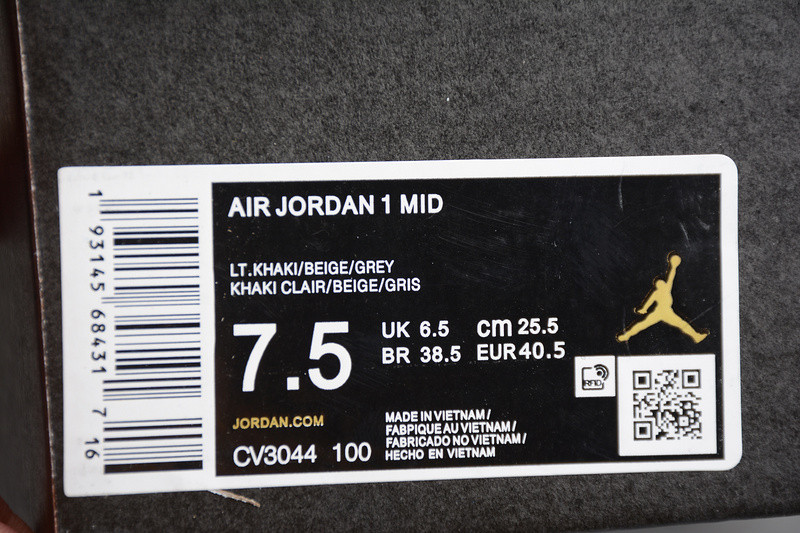 AIR JORDAN 1 MID
LT.KHAKI/BEIGE/GREY
KHAKI CLAIR/BEIGE/GRIS
7.5
UK 6.5 cm 25.5
BR 38.5 EUR 40.5
JORDAN.COM
CV3044 100
MADE IN VIETNAM/
FABPIQUE AU VIETNAM/
FABRICADO NO VIETNAM/
HECHO EN VIETNAM
1 93145 68431 7 16